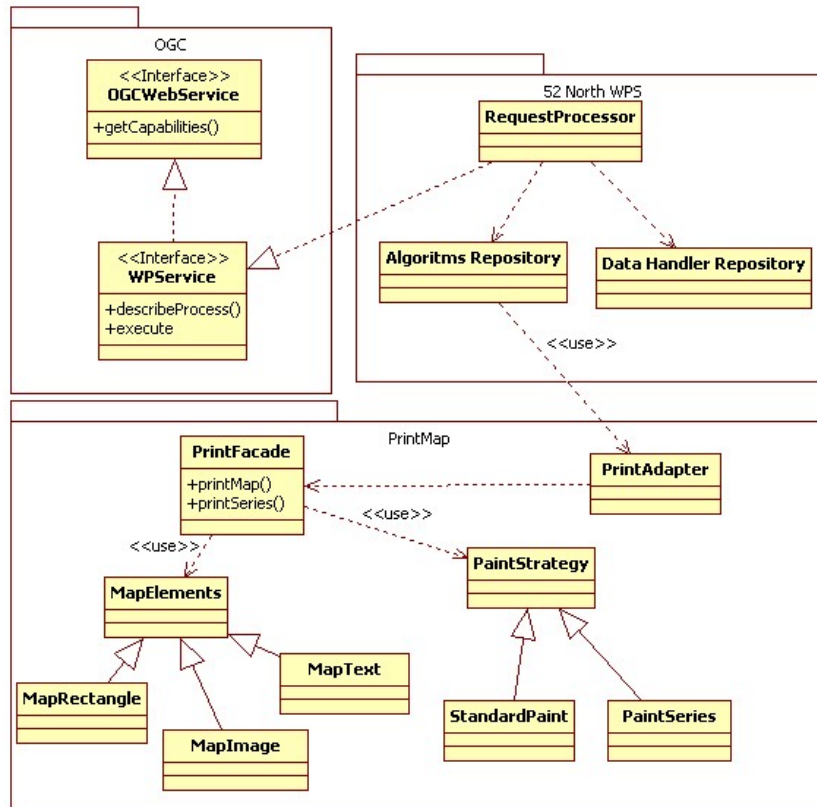 OGC
<<Interface>>
OGCWebService
+getCapabilities()
<<Interface>>
WPService
+describeProcess()
+execute
52 North WPS
RequestProcessor
Algoritms Repository
Data Handler Repository
<<use>>
PrintMap
PrintFacade
+printMap()
+printSeries()
PrintAdapter
<<use>>
<<use>>
MapElements
PaintStrategy
MapText
MapRectangle
MapImage
StandardPaint
PaintSeries